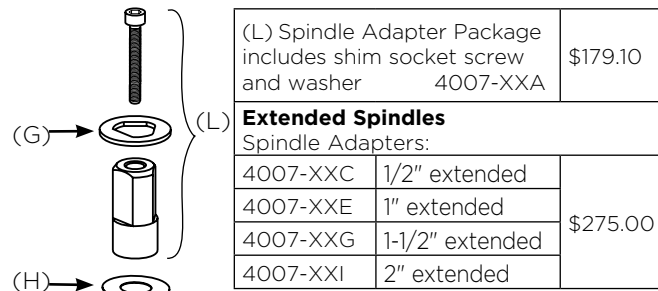 (G)
(L)
(H)
(L) Spindle Adapter Package
includes shim socket screw
and washer 4007-XXA
$179.10
Extended Spindles
Spindle Adapters:
4007-XXC 1/2" extended
4007-XXE 1" extended
4007-XXG 1-1/2" extended
4007-XXI 2" extended
$275.00